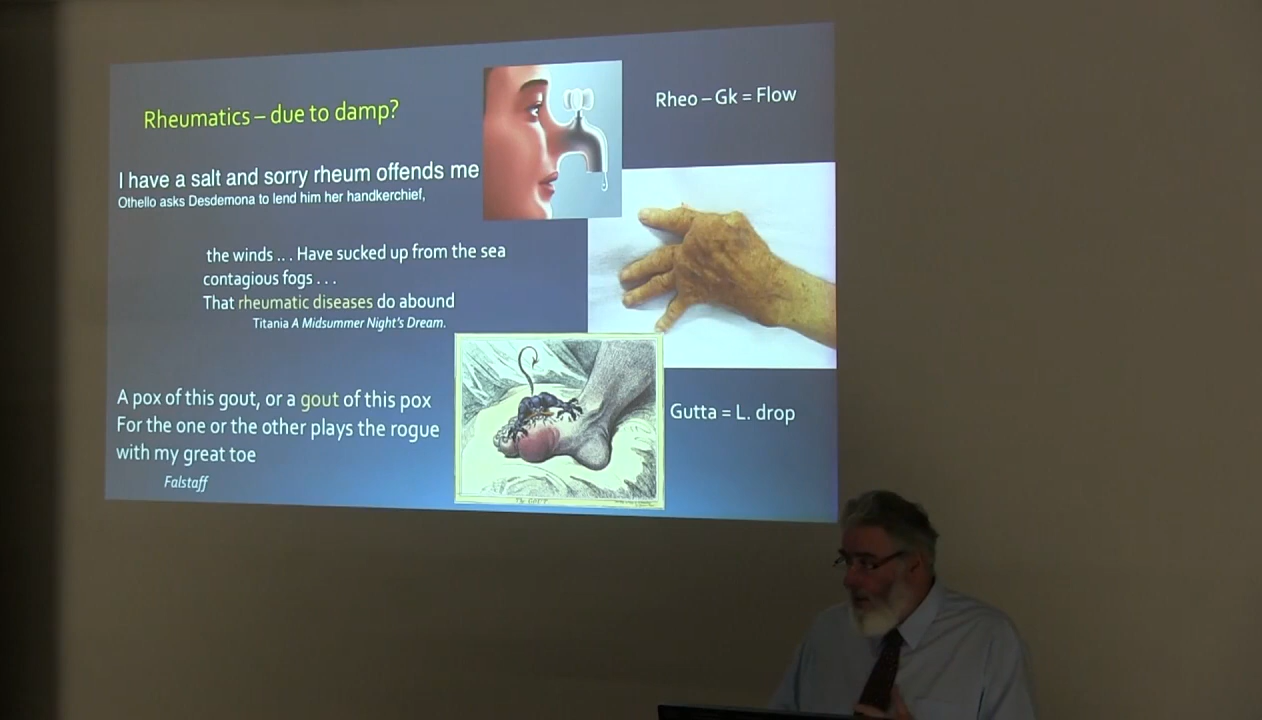 Rheumatics – due to damp?
Rheo – Gk = Flow
I have a salt and sorry rheum offends me
Othello asks Desdemona to lend him her handkerchief,
the winds ... Have sucked up from the sea
contagious fogs . . .
That rheumatic diseases do abound
Titania A Midsummer Night's Dream.
A pox of this gout, or a gout of this pox
For the one or the other plays the rogue
with my great toe
Falstaff
Gutta = L. drop
The GOUT